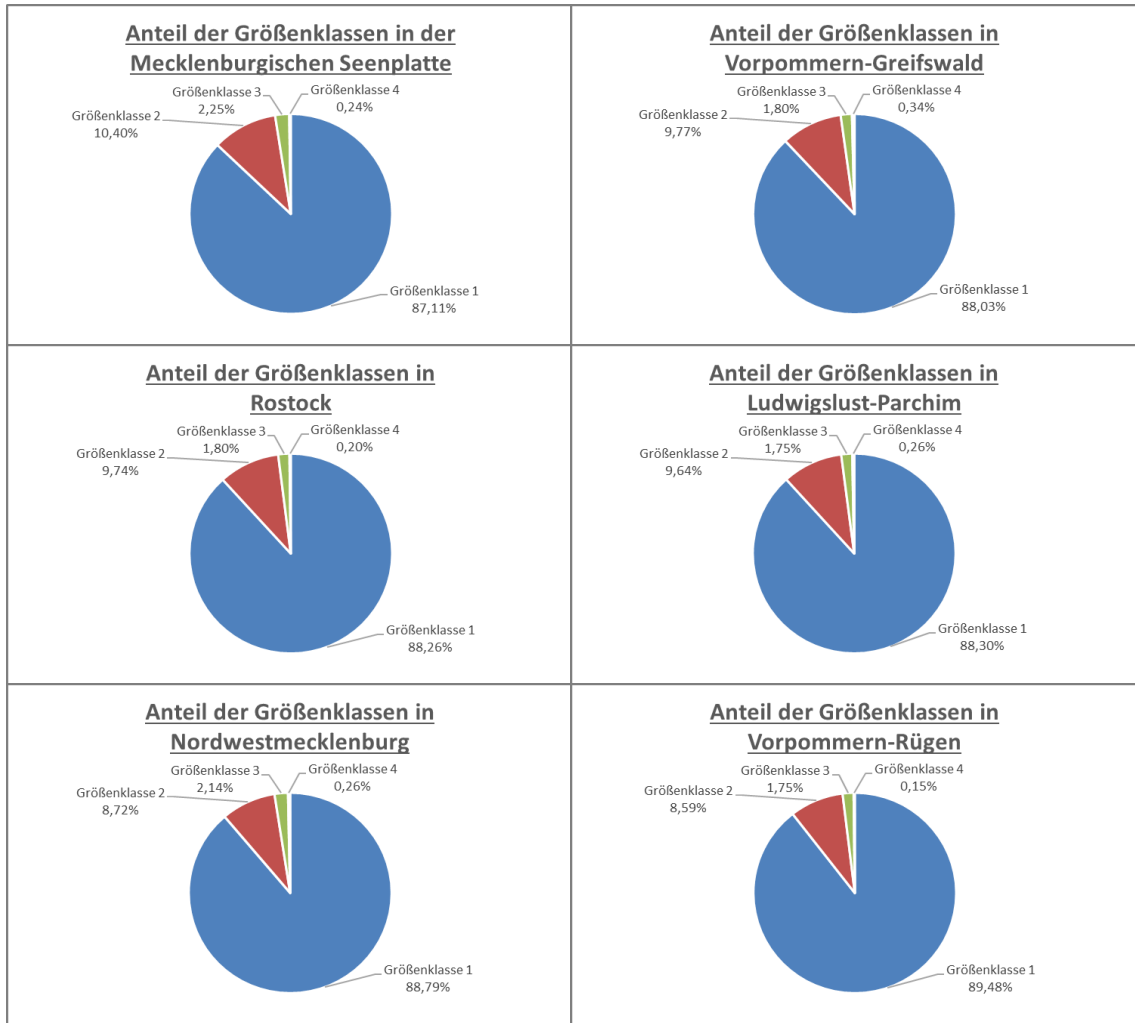 Anteil der Größenklassen in der
Mecklenburgischen Seenplatte
Größenklasse 3
2,25%
Größenklasse 4
0,24%
Größenklasse 2
10,40%
Größenklasse 1
87,11%
Anteil der Größenklassen in
Vorpommern-Greifswald
Größenklasse 3
1,80%
Größenklasse 4
0,34%
Größenklasse 2
9,77%
Größenklasse 1
88,03%
Anteil der Größenklassen in
Rostock
Größenklasse 3
1,80%
Größenklasse 4
0,20%
Größenklasse 2
9,74%
Größenklasse 1
88,26%
Anteil der Größenklassen in
Ludwigslust-Parchim
Größenklasse 3
1,75%
Größenklasse 4
0,26%
Größenklasse 2
9,64%
Größenklasse 1
88,30%
Anteil der Größenklassen in
Nordwestmecklenburg
Größenklasse 3
2,14%
Größenklasse 4
0,26%
Größenklasse 2
8,72%
Größenklasse 1
88,79%
Anteil der Größenklassen in
Vorpommern-Rügen
Größenklasse 3
1,75%
Größenklasse 4
0,15%
Größenklasse 2
8,59%
Größenklasse 1
89,48%